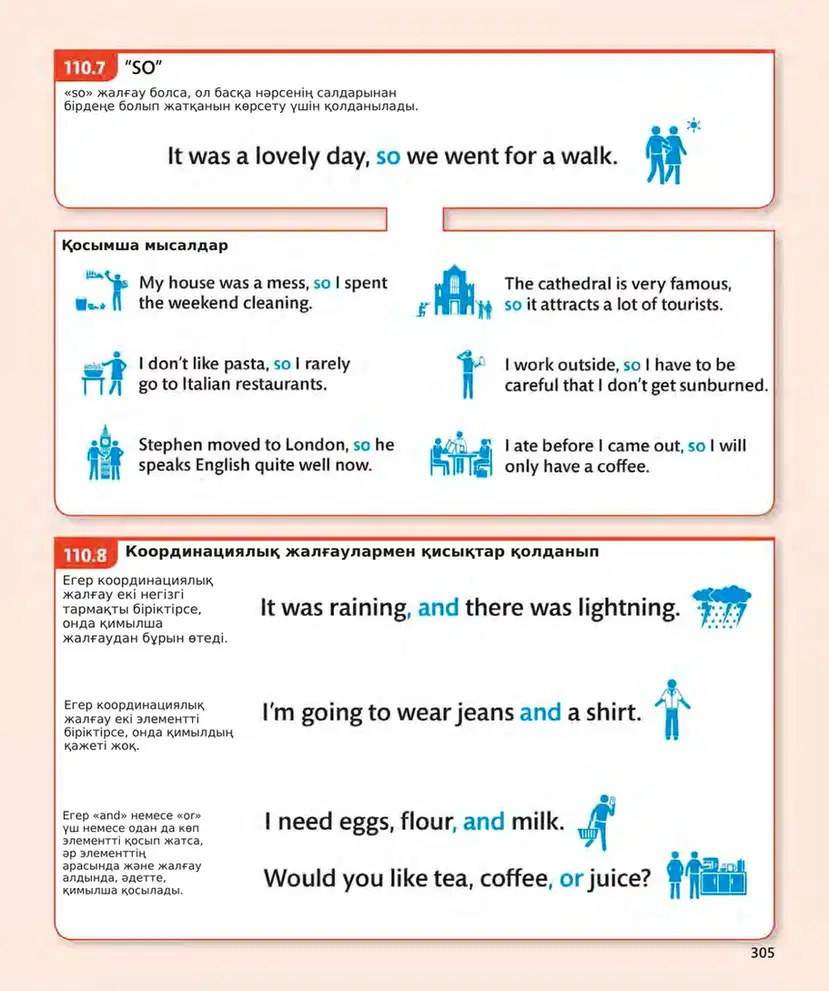 110.7 "SO"
«so» жалғау болса, ол басқа нәрсенің салдарынан
бірдеңе болып жатқанын көрсету үшін қолданылады.
It was a lovely day, so we went for a walk.
Қосымша мысалдар
My house was a mess, so I spent
the weekend cleaning.
The cathedral is very famous,
so it attracts a lot of tourists.
I don't like pasta, so I rarely
go to Italian restaurants.
I work outside, so I have to be
careful that I don't get sunburned.
Stephen moved to London, so he
speaks English quite well now.
I ate before I came out, so I will
only have a coffee.
110.8 Координациялық жалғаулармен қисықтар қолданып
Егер координациялық
жалғау екі негізгі
тармақты біріктірсе,
онда қимылша
жалғаудан бұрын өтеді.
It was raining, and there was lightning.
Егер координациялық
жалғау екі элементті
біріктірсе, онда қимылдың
қажеті жоқ.
I'm going to wear jeans and a shirt.
Егер «and» немесе «or»
үш немесе одан да көп
элементті қосып жатса,
әр элементтің
арасында және жалғау
алдында, әдетте,
қимылша қосылады.
I need eggs, flour, and milk.
Would you like tea, coffee, or juice?
305